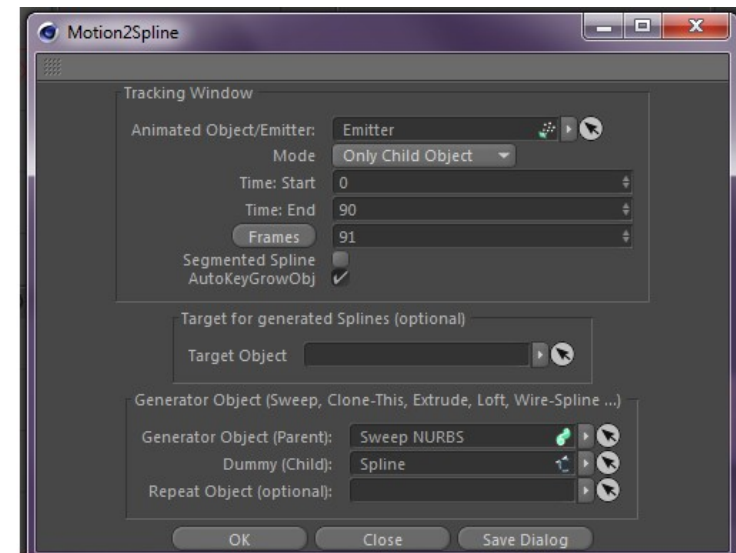 Motion2Spline
Tracking Window
Animated Object/Emitter: Emitter
Mode Only Child Object
Time: Start 0
Time: End 90
Frames 91
Segmented Spline
AutoKeyGrowObj
Target for generated Splines (optional)
Target Object
Generator Object (Sweep, Clone-This, Extrude, Loft, Wire-Spline ...)
Generator Object (Parent): Sweep NURBS
Dummy (Child): Spline
Repeat Object (optional):
OK Close Save Dialog